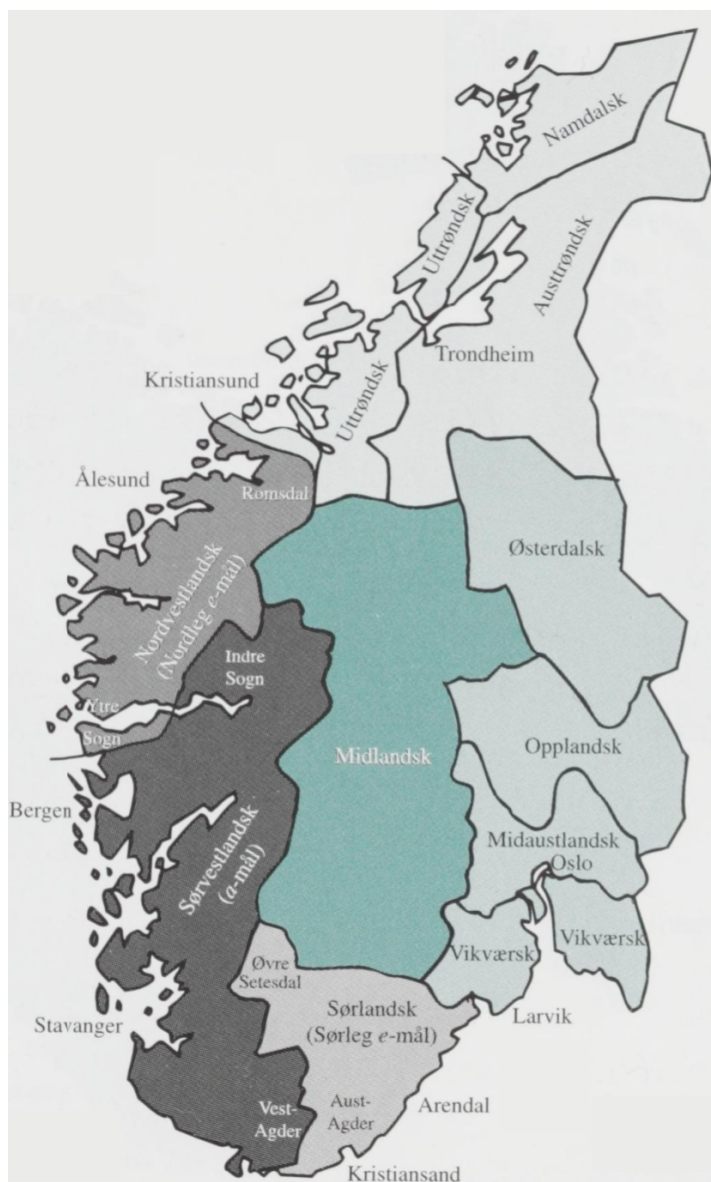 Namdalsk
Uttrøndsk
Austtrøndsk
Trondheim
Kristiansund
Uttrøndsk
Ålesund
Romsdal
Østerdalsk
Nordvestlandsk
(Nordleg e-mål)
Indre
Sogn
Ytre
Sogn
Midlandsk
Opplandsk
Bergen
Midaustlandsk
Oslo
Sørvestlandsk
(a-mål)
Vikværsk
Vikværsk
Øvre
Setesdal
Sørlandsk
(Sørleg e-mål)
Larvik
Stavanger
Vest-
Agder
Aust-
Agder
Arendal
Kristiansand